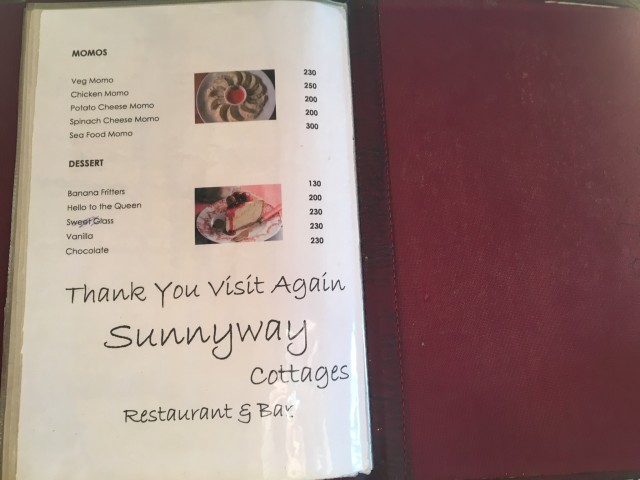 MOMOS
Veg Momo 230
Chicken Momo 250
Potato Cheese Momo 200
Spinach Cheese Momo 200
Sea Food Momo 300
DESSERT
Banana Fritters 130
Hello to the Queen 200
Sweet Glass 230
Vanilla 230
Chocolate 230
Thank You Visit Again
Sunnyway
Cottages
Restaurant & Bar